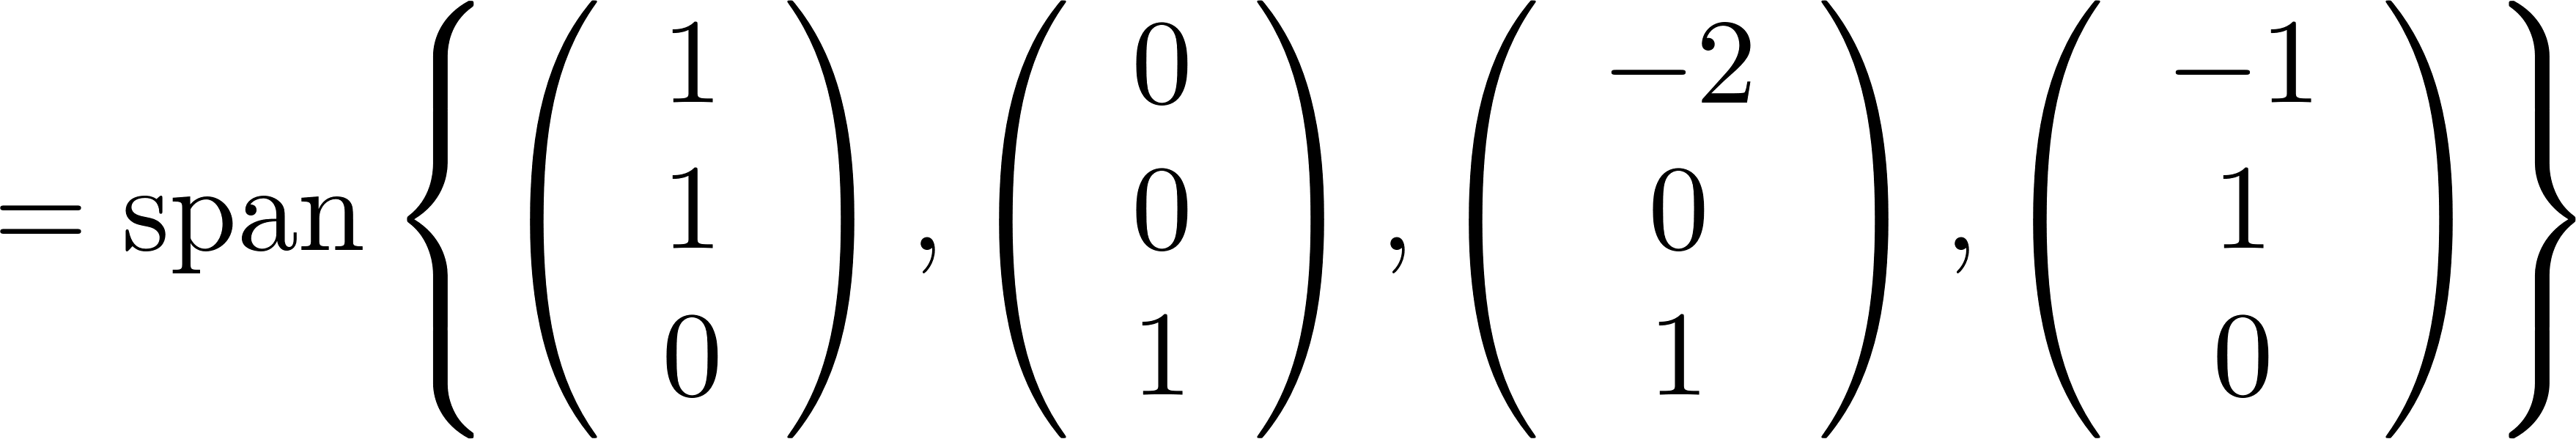 = span { ( 1 1 0 ) , ( 0 0 1 ) , ( −2 0 1 ) , ( −1 1 0 ) }